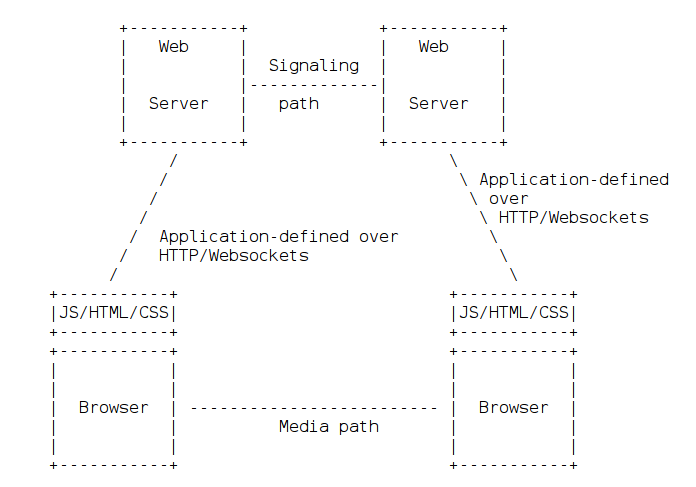 Web Web
Signaling
path
Server Server
Application-defined
over
HTTP/Websockets
Application-defined over
HTTP/Websockets
JS/HTML/CSS JS/HTML/CSS
Browser Browser
Media path